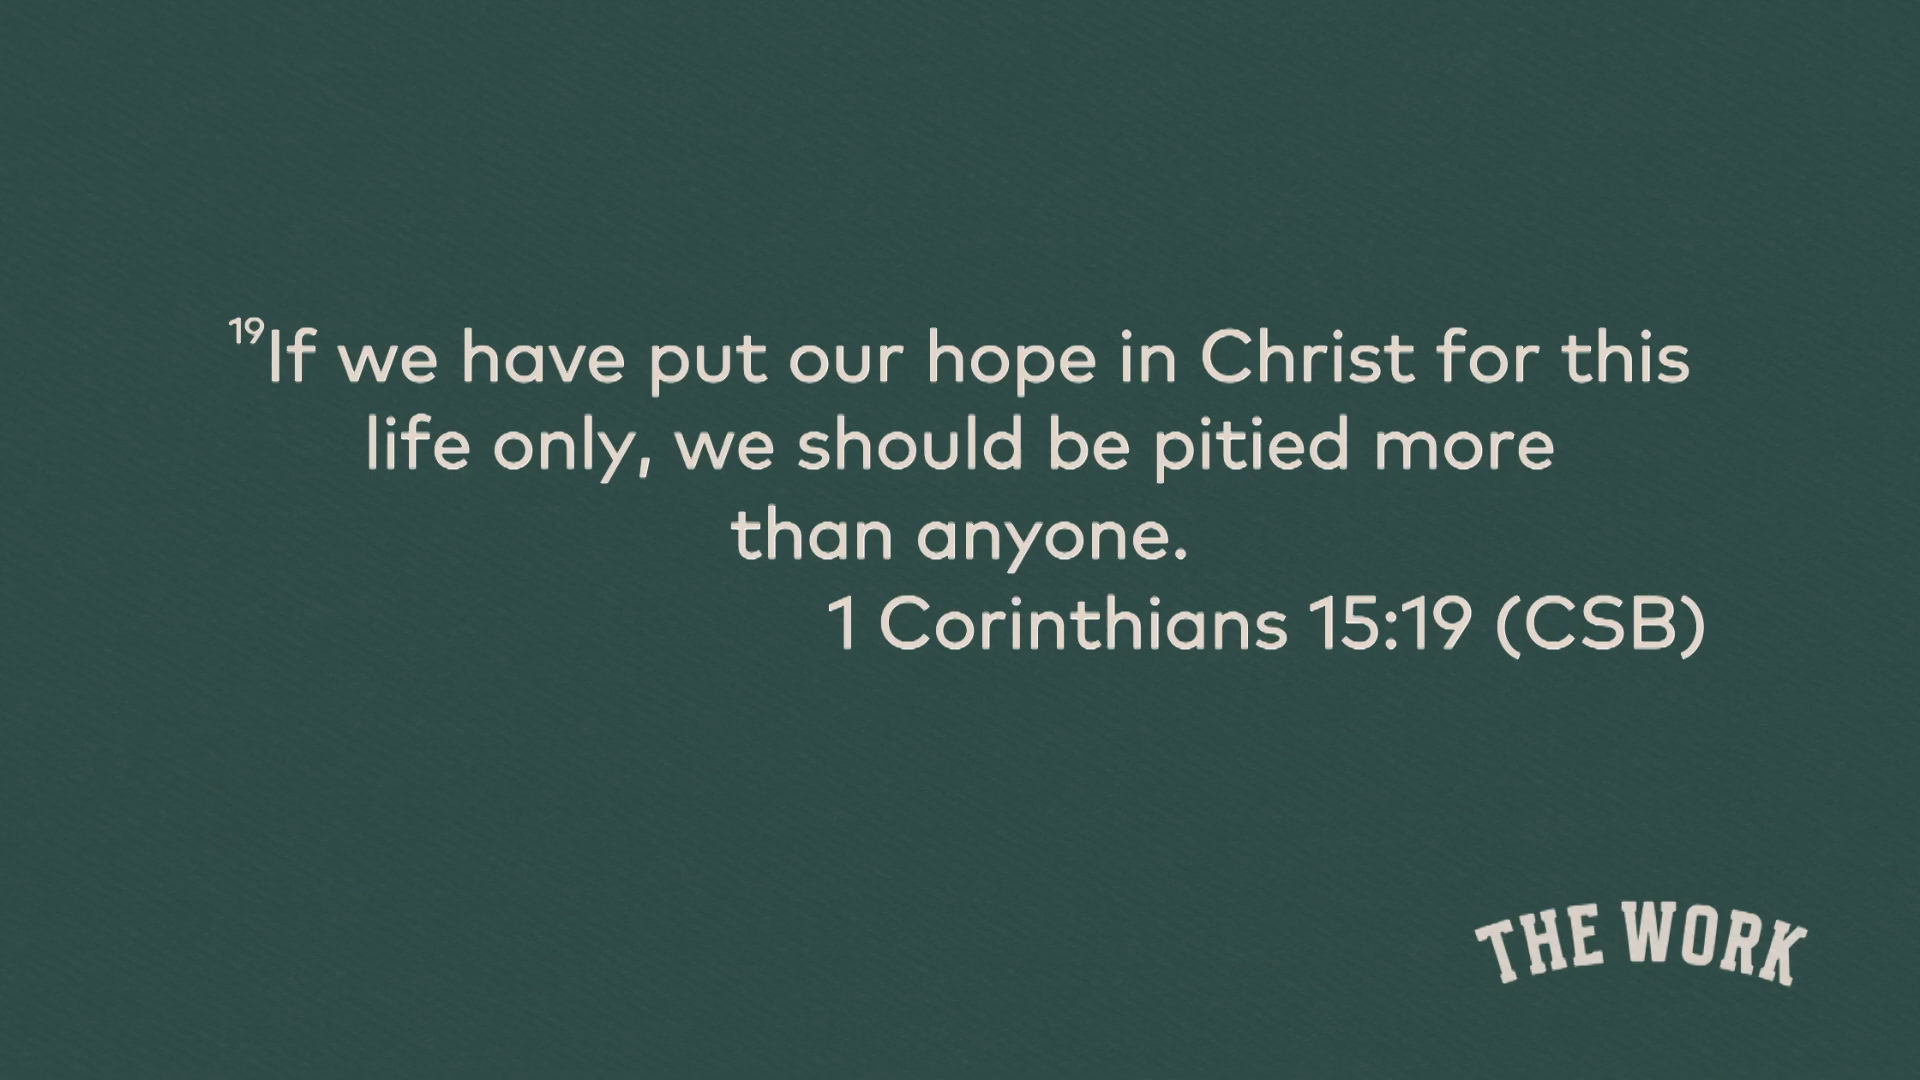 ¹⁹If we have put our hope in Christ for this
life only, we should be pitied more
than anyone.
1 Corinthians 15:19 (CSB)
THE WORK